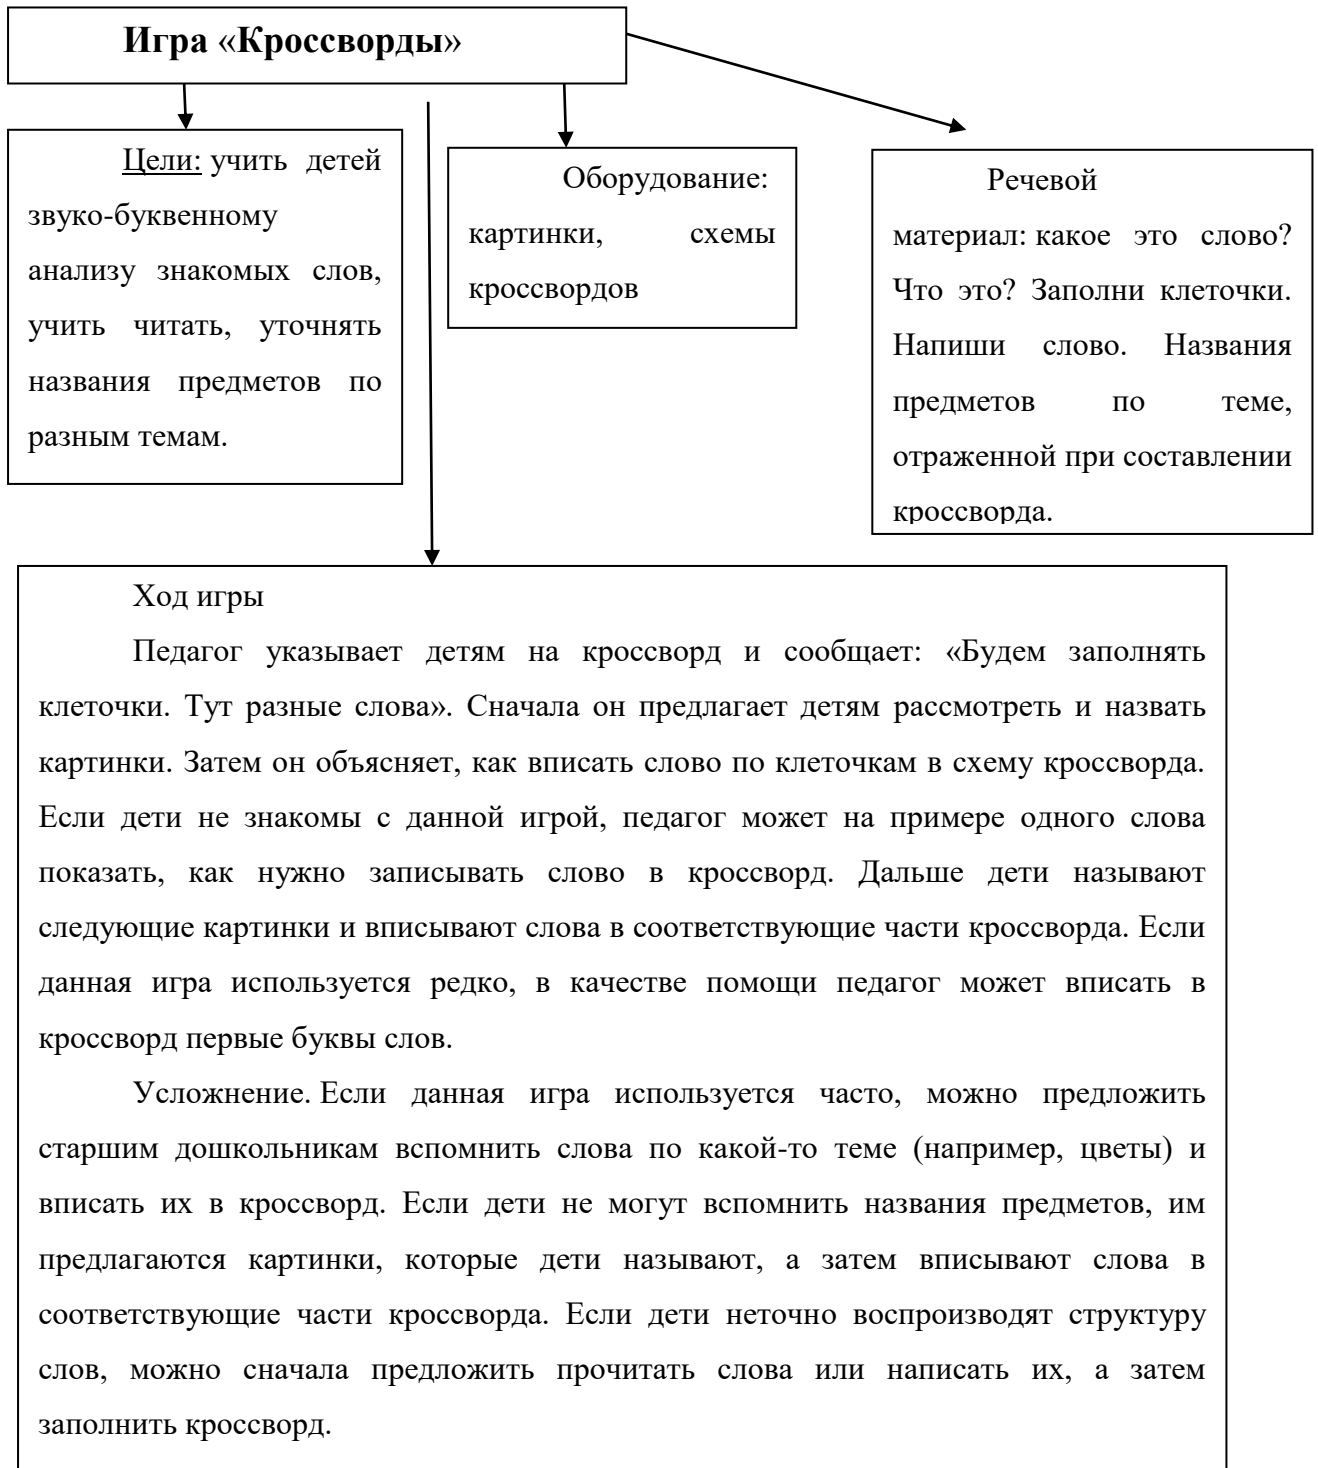 Игра «Кроссворды»
Цели: учить детей
звуко-буквенному
анализу знакомых слов,
учить читать, уточнять
названия предметов по
разным темам.
Оборудование:
картинки, схемы
кроссвордов
Речевой
материал: какое это слово?
Что это? Заполни клеточки.
Напиши слово. Названия
предметов по теме,
отраженной при составлении
кроссворда.
Ход игры
Педагог указывает детям на кроссворд и сообщает: «Будем заполнять
клеточки. Тут разные слова». Сначала он предлагает детям рассмотреть и назвать
картинки. Затем он объясняет, как вписать слово по клеточкам в схему кроссворда.
Если дети не знакомы с данной игрой, педагог может на примере одного слова
показать, как нужно записывать слово в кроссворд. Дальше дети называют
следующие картинки и вписывают слова в соответствующие части кроссворда. Если
данная игра используется редко, в качестве помощи педагог может вписать в
кроссворд первые буквы слов.
Усложнение. Если данная игра используется часто, можно предложить
старшим дошкольникам вспомнить слова по какой-то теме (например, цветы) и
вписать их в кроссворд. Если дети не могут вспомнить названия предметов, им
предлагаются картинки, которые дети называют, а затем вписывают слова в
соответствующие части кроссворда. Если дети неточно воспроизводят структуру
слов, можно сначала предложить прочитать слова или написать их, а затем
заполнить кроссворд.